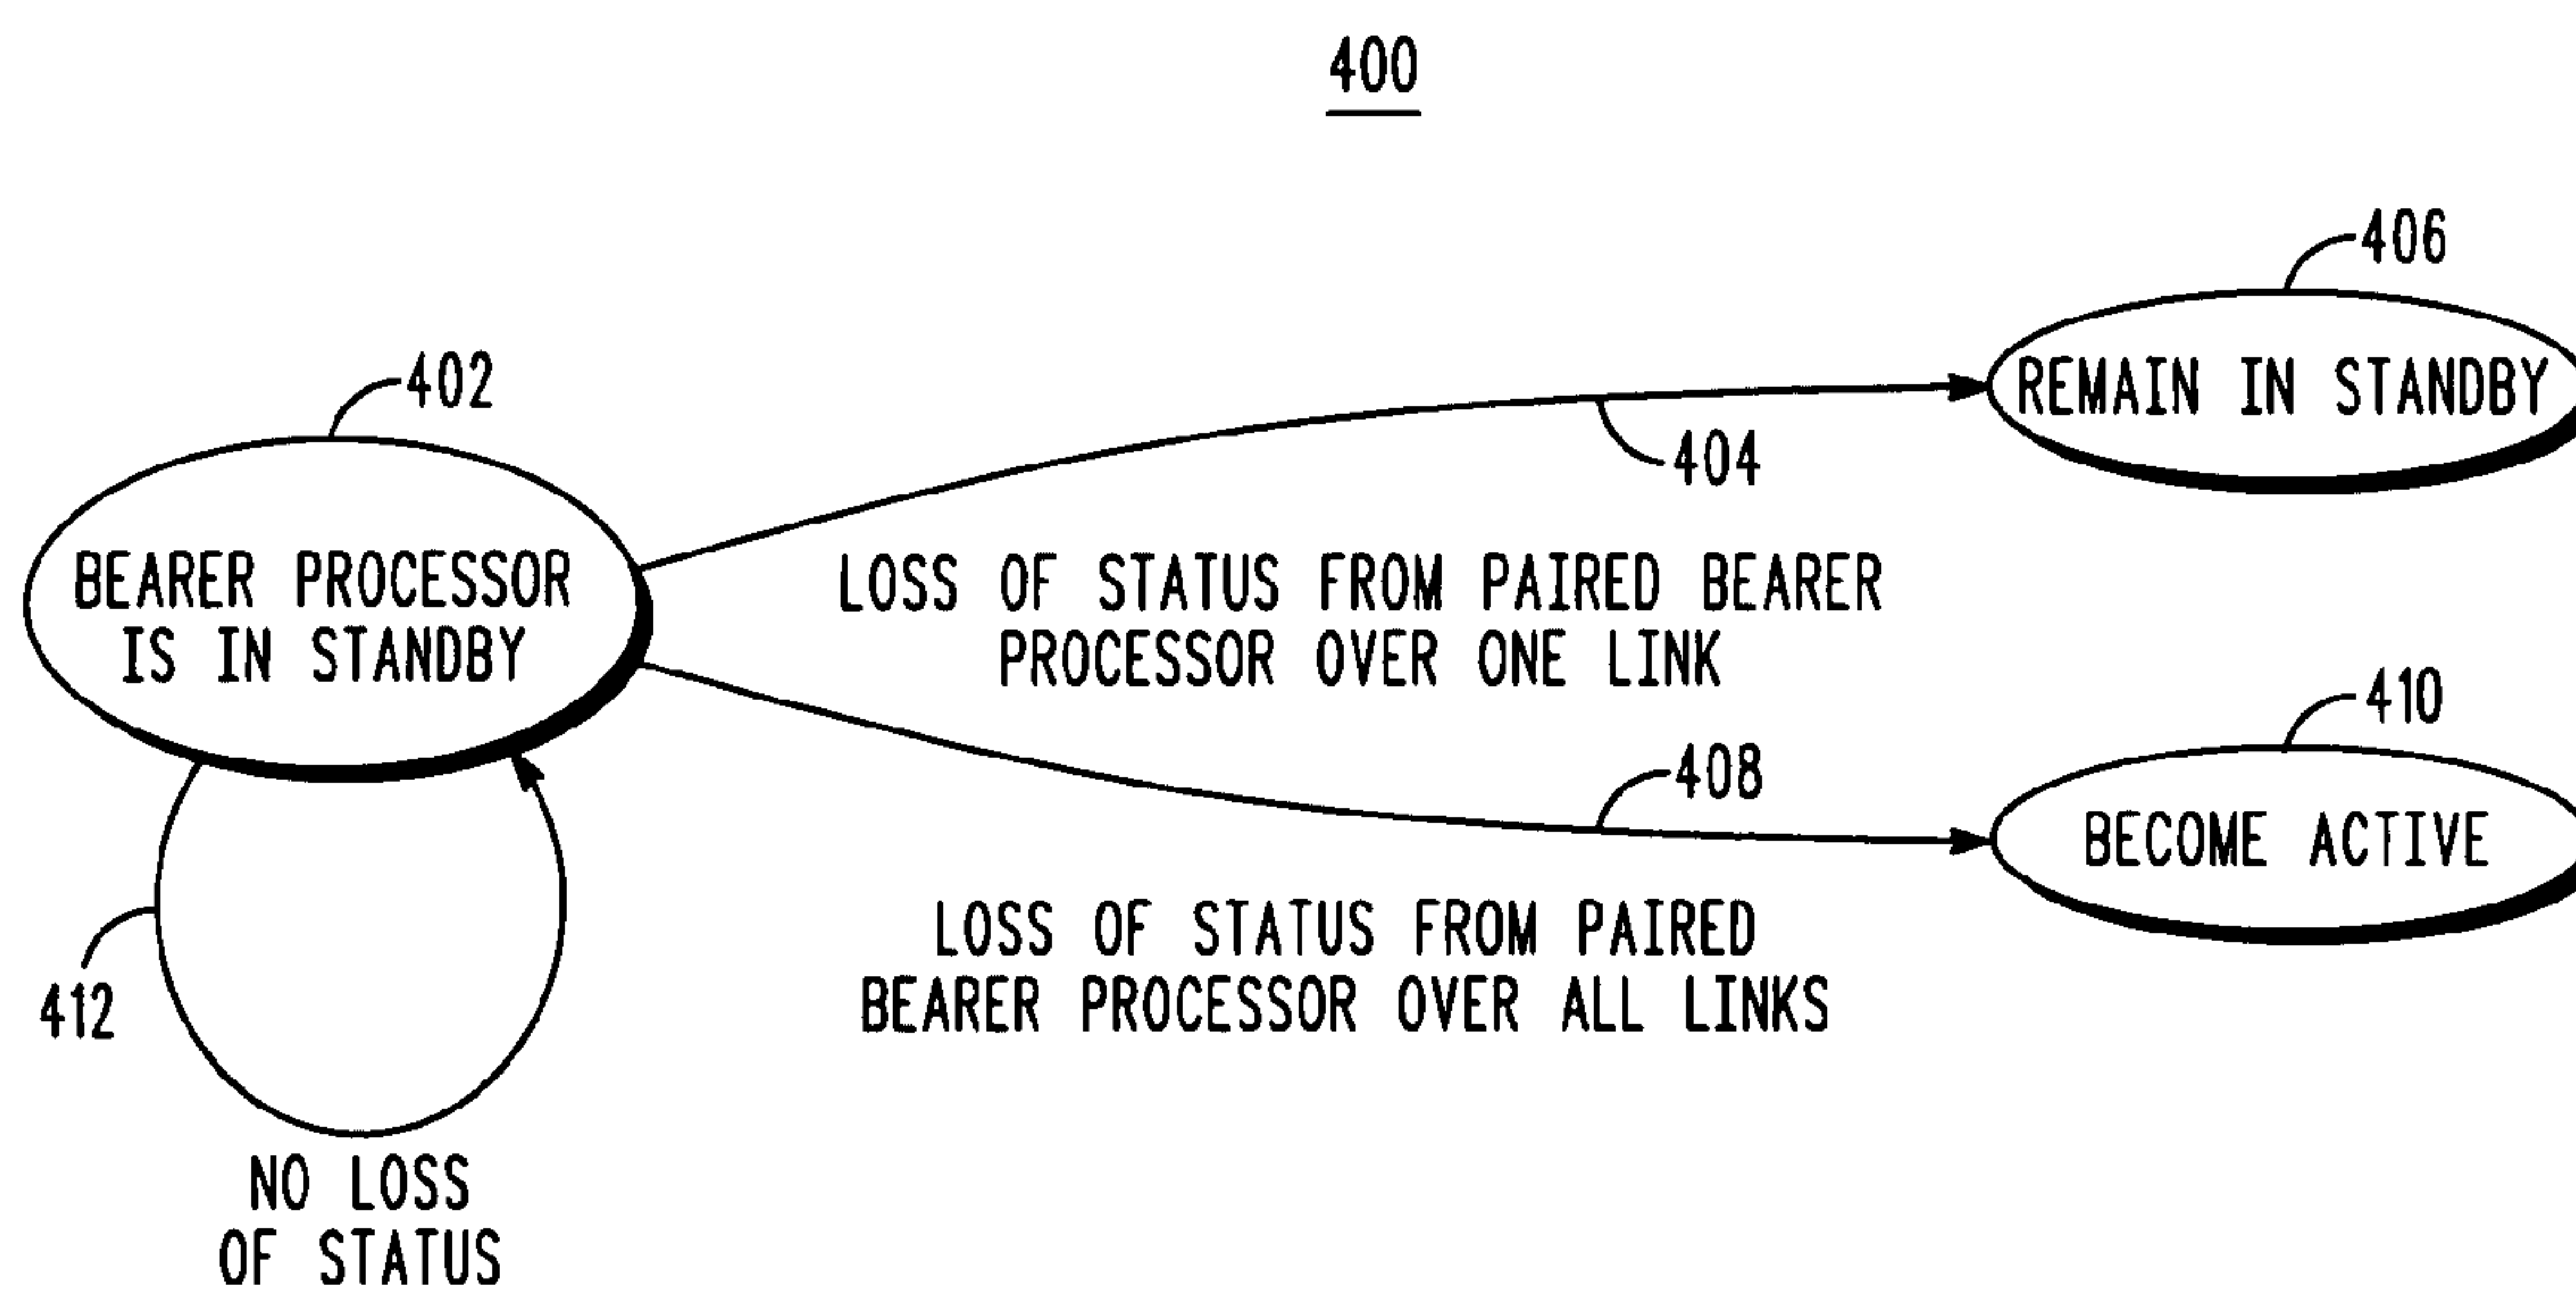 400
406
REMAIN IN STANDBY
402
404
BEARER PROCESSOR
IS IN STANDBY
LOSS OF STATUS FROM PAIRED BEARER
PROCESSOR OVER ONE LINK
410
408
BECOME ACTIVE
LOSS OF STATUS FROM PAIRED
BEARER PROCESSOR OVER ALL LINKS
412
NO LOSS
OF STATUS